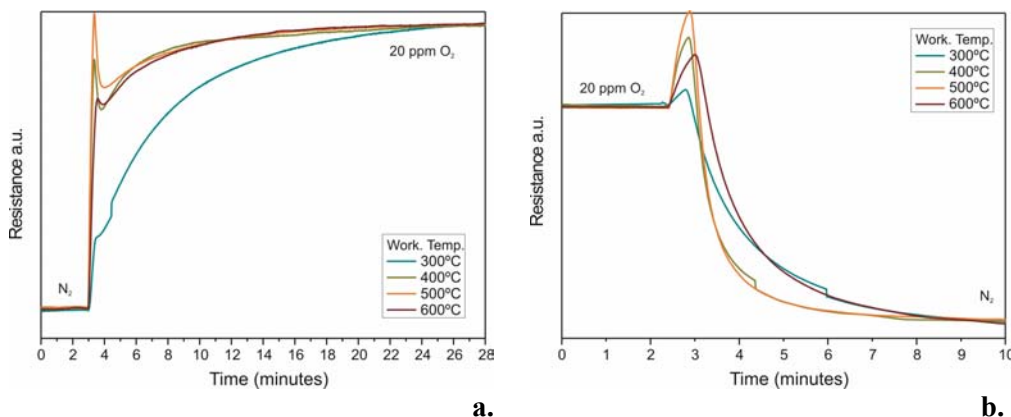 Resistance a.u.
N₂
20 ppm O₂
Work. Temp.
300ºC
400ºC
500ºC
600ºC
0 2 4 6 8 10 12 14 16 18 20 22 24 26 28
Time (minutes)
a.
Resistance a.u.
20 ppm O₂
Work. Temp.
300ºC
400ºC
500ºC
600ºC
N₂
0 1 2 3 4 5 6 7 8 9 10
Time (minutes)
b.